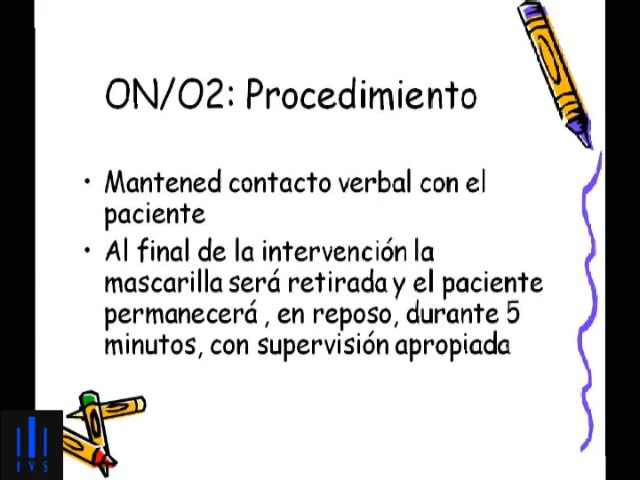 ON/O2: Procedimiento
• Mantened contacto verbal con el
paciente
• Al final de la intervención la
mascarilla será retirada y el paciente
permanecerá , en reposo, durante 5
minutos, con supervisión apropiada
IVS